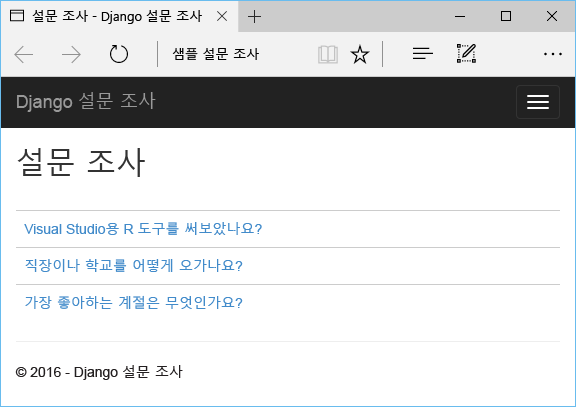 설문 조사 - Django 설문 조사
샘플 설문 조사
Django 설문 조사
설문 조사
Visual Studio용 R 도구를 써보았나요?
직장이나 학교를 어떻게 오가나요?
가장 좋아하는 계절은 무엇인가요?
© 2016 - Django 설문 조사